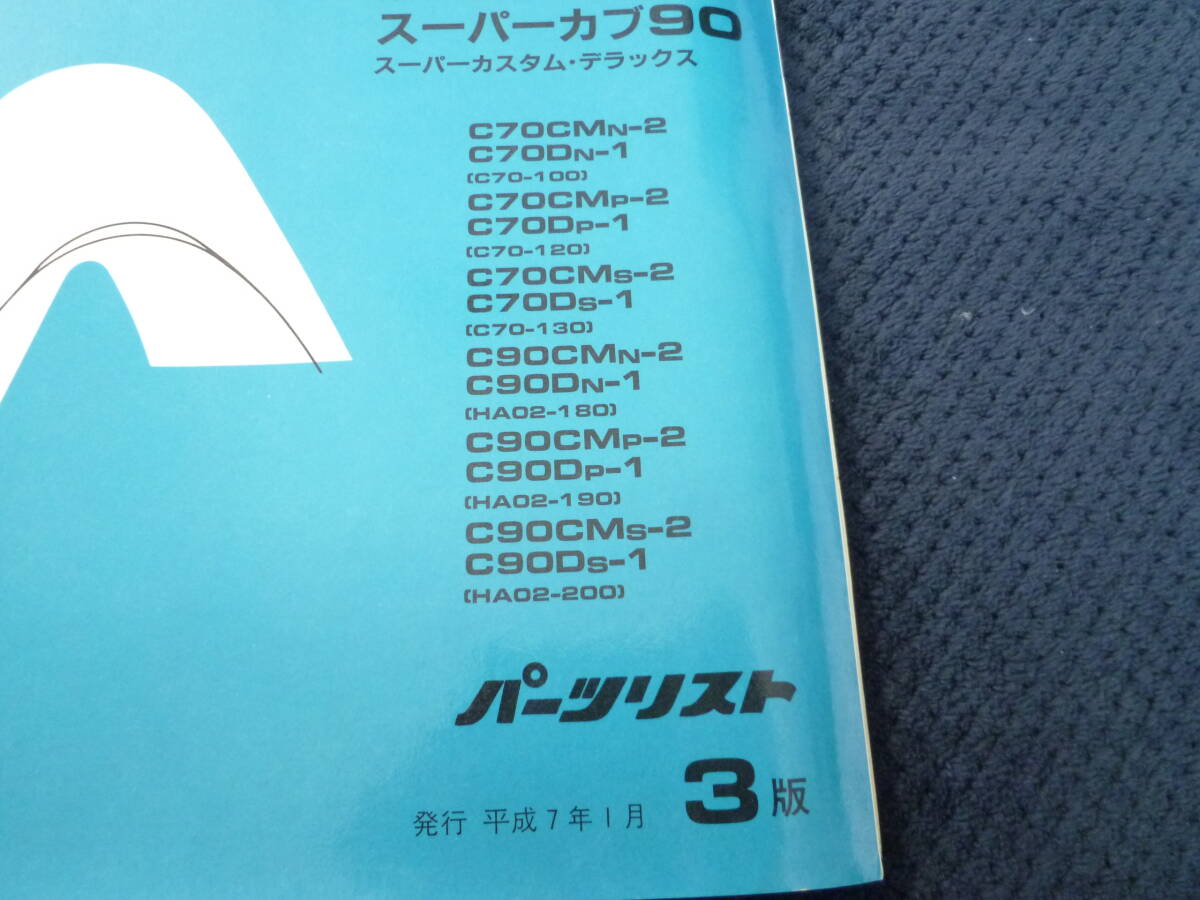 スーパーカブ90
スーパーカスタム・デラックス
C70CMN-2
C70DN-1
(C70-100)
C70CMP-2
C70DP-1
(C70-120)
C70CMS-2
C70DS-1
(C70-130)
C90CMN-2
C90DN-1
(HA02-180)
C90CMP-2
C90DP-1
(HA02-190)
C90CMS-2
C90DS-1
(HA02-200)
パーツリスト
発行 平成7年1月 3版